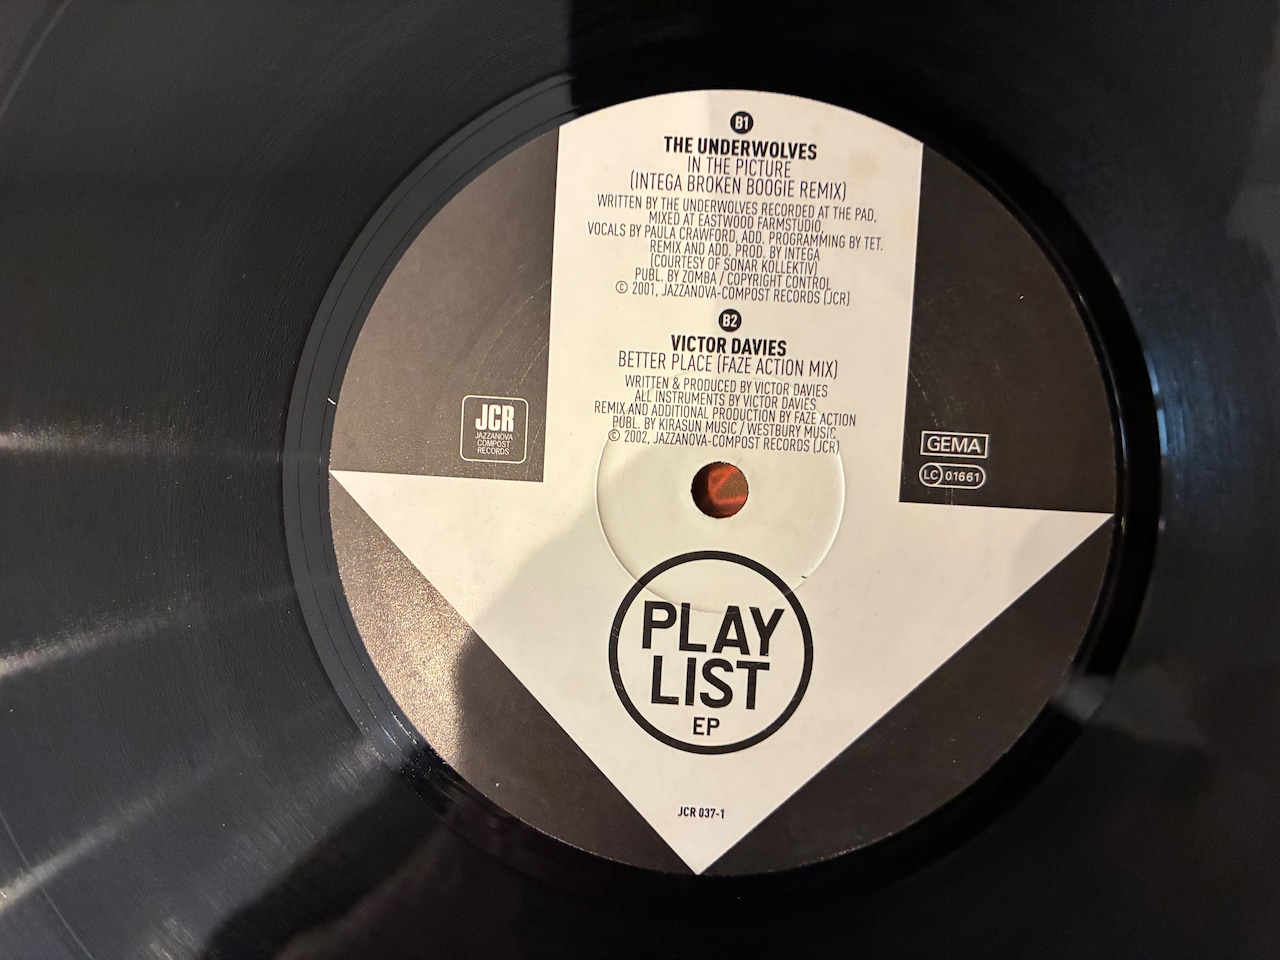 B1
THE UNDERWOLVES
IN THE PICTURE
(INTEGA BROKEN BOOGIE REMIX)
WRITTEN BY THE UNDERWOLVES RECORDED AT THE PAD,
MIXED AT EASTWOOD FARMSTUDIO,
VOCALS BY PAULA CRAWFORD, ADD. PROGRAMMING BY TET.
REMIX AND ADD. PROD. BY INTEGA
(COURTESY OF SONAR KOLLEKTIV)
PUBL. BY ZOMBA / COPYRIGHT CONTROL
© 2001, JAZZANOVA-COMPOST RECORDS (JCR)
B2
VICTOR DAVIES
BETTER PLACE (FAZE ACTION MIX)
WRITTEN & PRODUCED BY VICTOR DAVIES
ALL INSTRUMENTS BY VICTOR DAVIES
REMIX AND ADDITIONAL PRODUCTION BY FAZE ACTION
PUBL. BY KIRASUN MUSIC / WESTBURY MUSIC
© 2002, JAZZANOVA-COMPOST RECORDS (JCR)
JCR
JAZZANOVA
COMPOST
RECORDS
GEMA
LC 01661
PLAY
LIST
EP
JCR 037-1